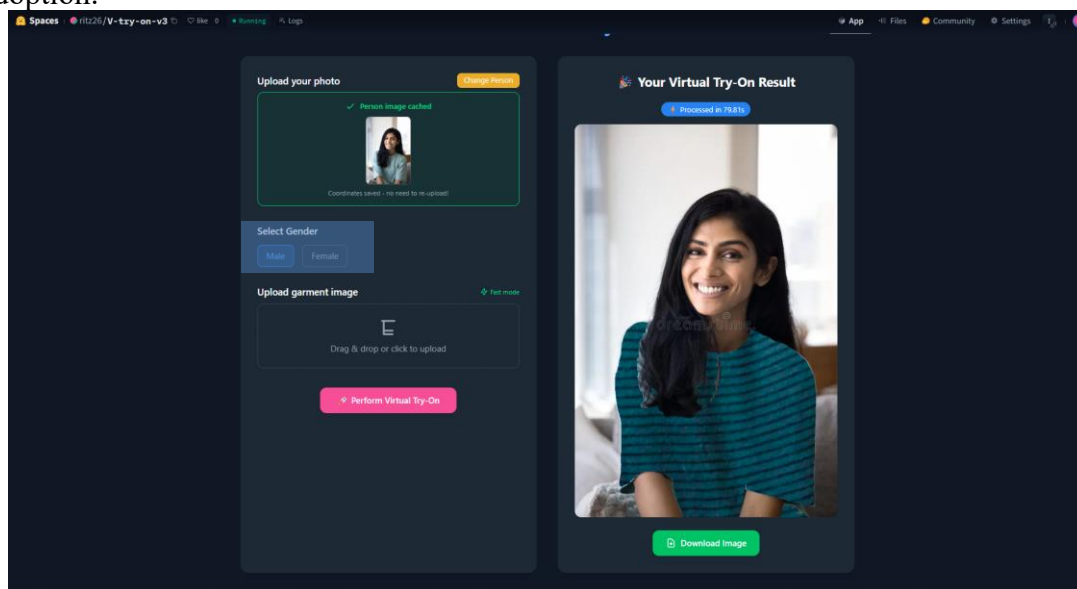 adoption.
Spaces ritz26/V-try-on-v3 like 0 Running Logs App Files Community Settings
Upload your photo Change Person
Person image cached
Coordinates saved - no need to re-upload!
Select Gender
Male Female
Upload garment image Fast mode
Drag & drop or click to upload
Perform Virtual Try-On
Your Virtual Try-On Result
Processed in 79.81s
dreamstime
Download Image